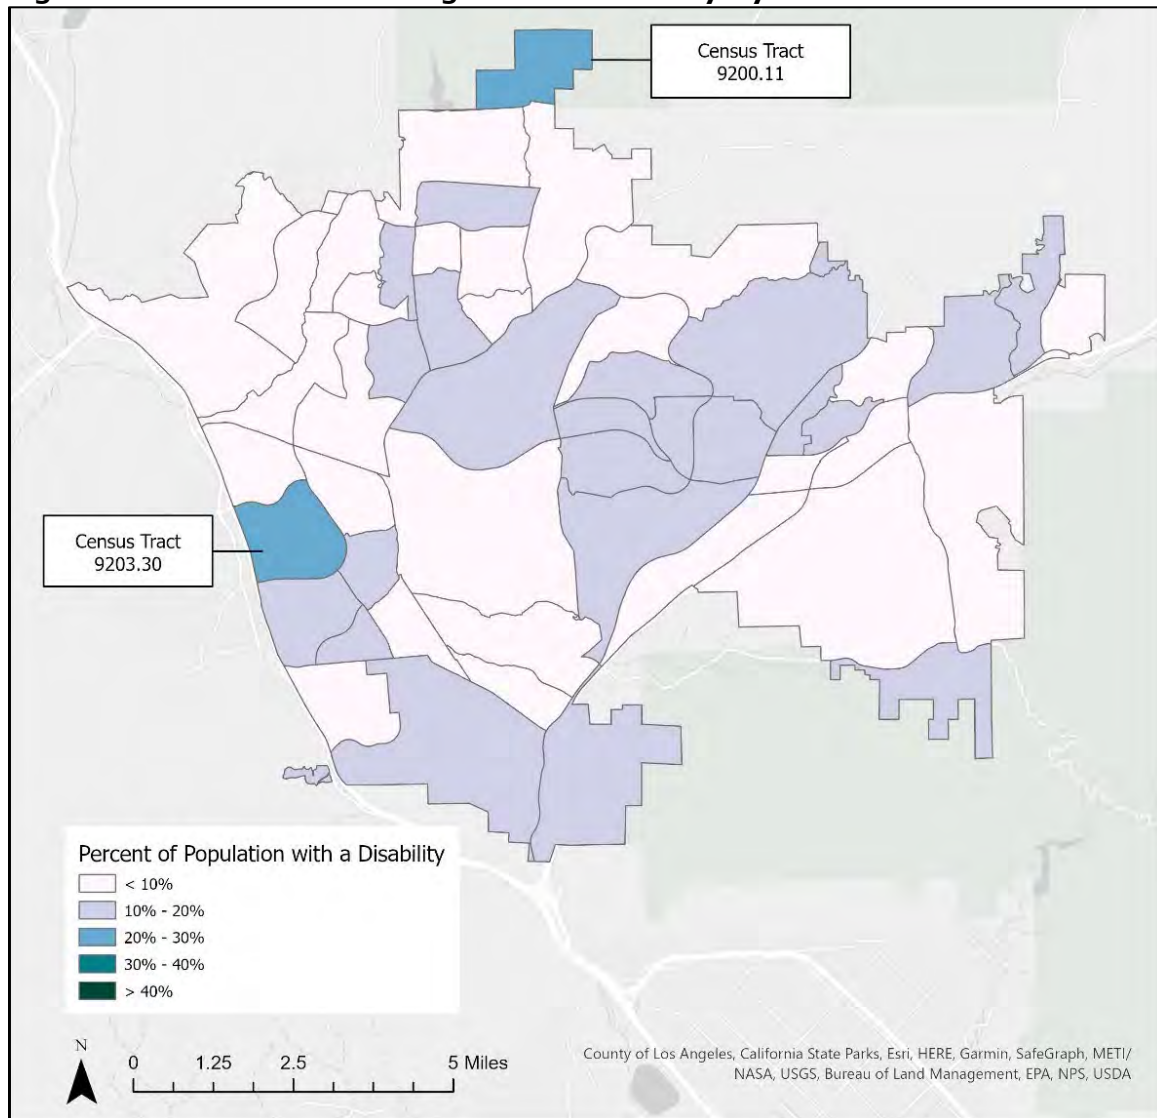 Census Tract
9200.11
Census Tract
9203.30
Percent of Population with a Disability
< 10%
10% - 20%
20% - 30%
30% - 40%
> 40%
N
0 1.25 2.5 5 Miles
County of Los Angeles, California State Parks, Esri, HERE, Garmin, SafeGraph, METI/
NASA, USGS, Bureau of Land Management, EPA, NPS, USDA